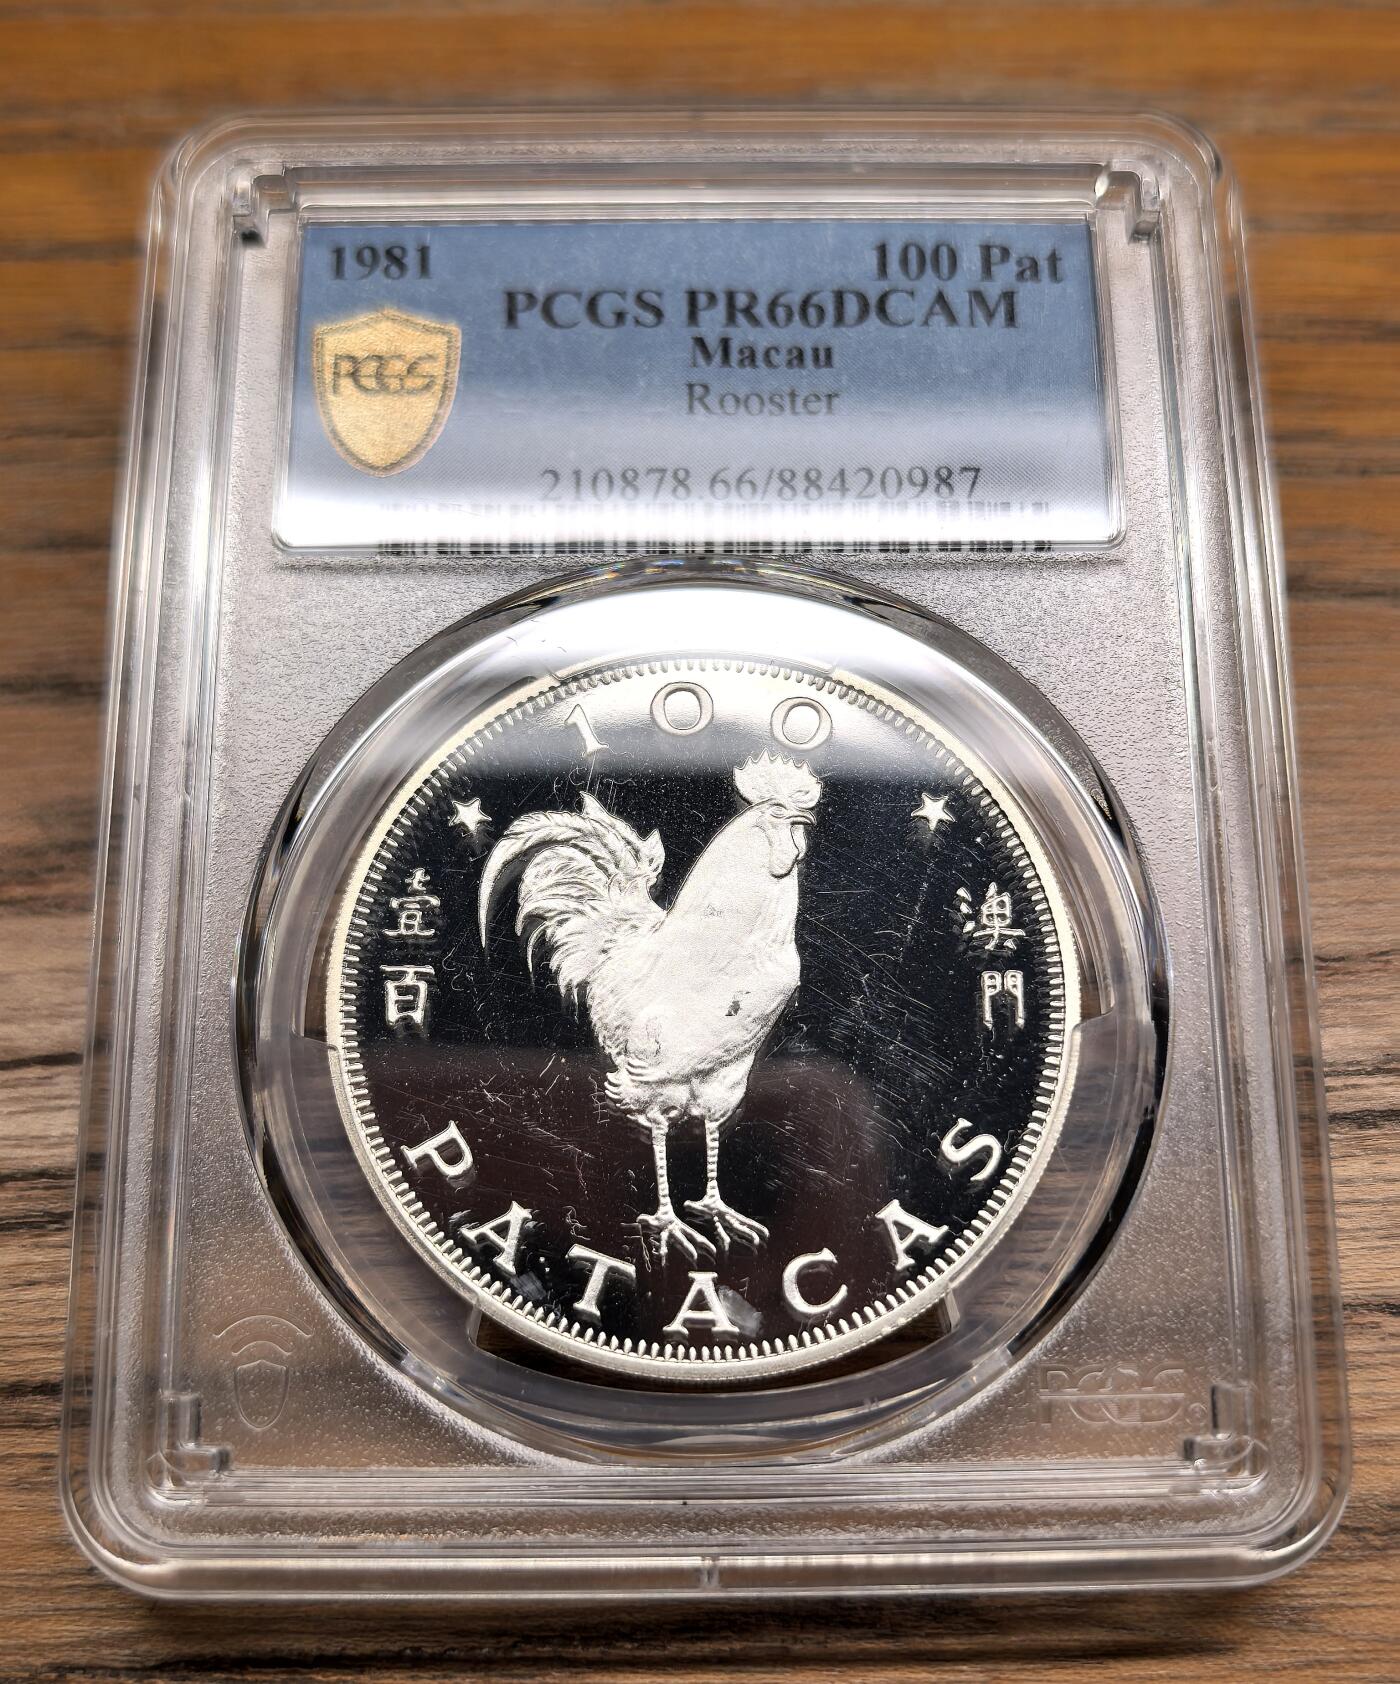 1981
100 Pat
PCGS PR66DCAM
PCGS
Macau
Rooster
210878.66/88420987
100
壹百
澳門
PATACAS
PCGS